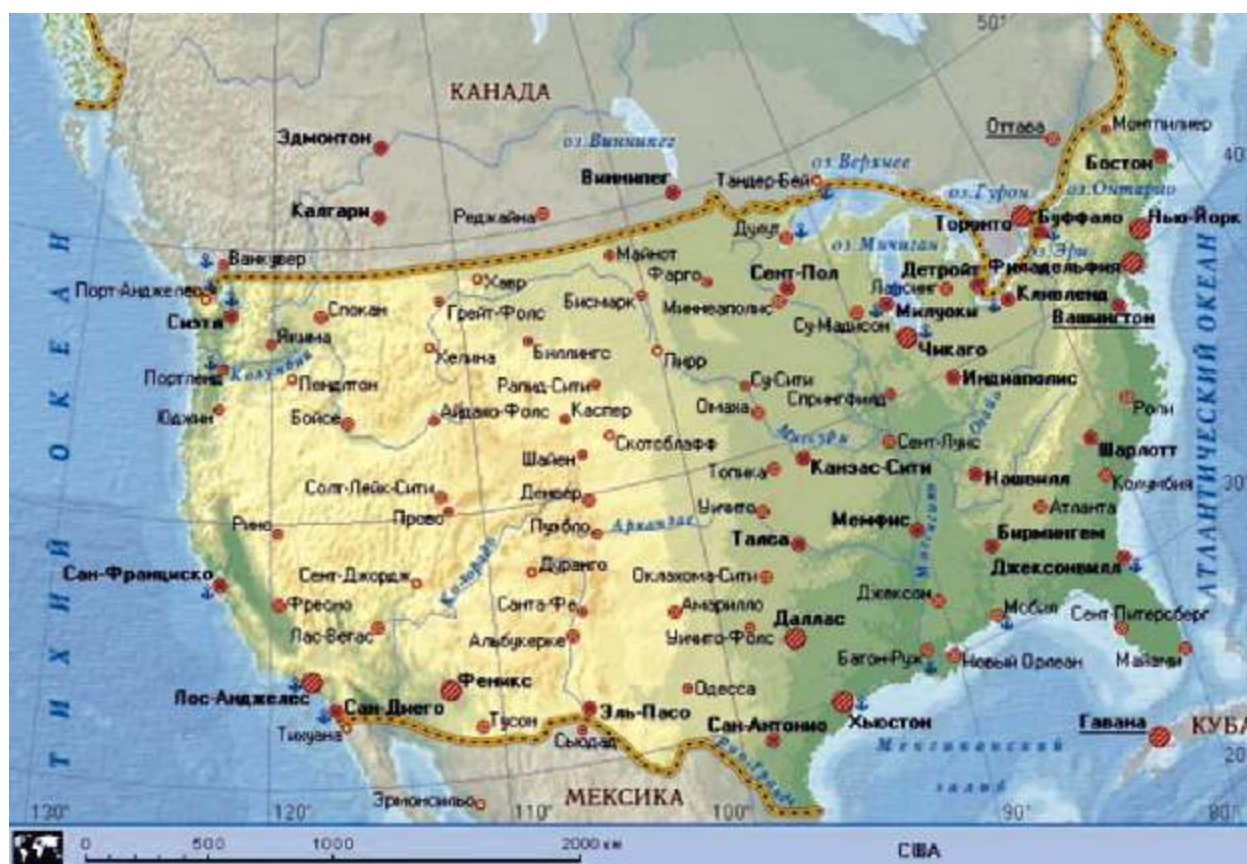 50°
КАНАДА
Эдмонтон
оз.Виннипег
Оттава
Монтпилиер
40°
оз.Верхнее
Бостон
Виннипег
Тандер-Бей
оз.Гурон
оз.Онтарио
Калгари
Реджайна
Торонто
Буффало
Нью-Йорк
Дулут
оз.Мичиган
оз.Эри
Ванкувер
Майнот
Фарго
Сент-Пол
Детройт
Филадельфия
Порт-Анджелес
Хавр
Бисмарк
Миннеаполис
Лансинг
Кливленд
Сиэтл
Спокан
Грейт-Фолс
Су-Мадисон
Милуоки
Вашингтон
Якима
Хелина
Биллингс
Пирр
Чикаго
Колумбия
Портленд
Пендлтон
Рапид-Сити
Су-Сити
Индиаполис
Юджин
Бойсе
Айдахо-Фолс
Каспер
Омаха
Спрингфилд
Огайо
Роли
Скотсблафф
Миссури
Сент-Луис
Шарлотт
Шайен
Топика
Канзас-Сити
30°
Солт-Лейк-Сити
Денвер
Нашвилл
Колумбия
Прово
Уичито
Мемфис
Миссисипи
Атланта
Рино
Пуэбло
Арканзас
Талса
Бирмингем
Сан-Франциско
Сент-Джордж
Колорадо
Дуранго
Оклахома-Сити
Джексонвилл
Фресно
Санта-Фе
Амарилло
Джексон
Мобил
Сент-Питерсберг
Лас-Вегас
Альбукерке
Уичито-Фолс
Даллас
Батон-Руж
Новый Орлеан
Майами
Лос-Анджелес
Феникс
Одесса
Сан-Диего
Эль-Пасо
Хьюстон
Гавана
КУБА
Тихуана
Тусон
Сьюдад
Сан-Антонио
Мексиканский
залив
Рио-Гранде
20°
Эрмонсильо
МЕКСИКА
ТИХИЙ ОКЕАН
АТЛАНТИЧЕСКИЙ ОКЕАН
130°
120°
110°
100°
90°
80°
0 500 1000 2000 км
США